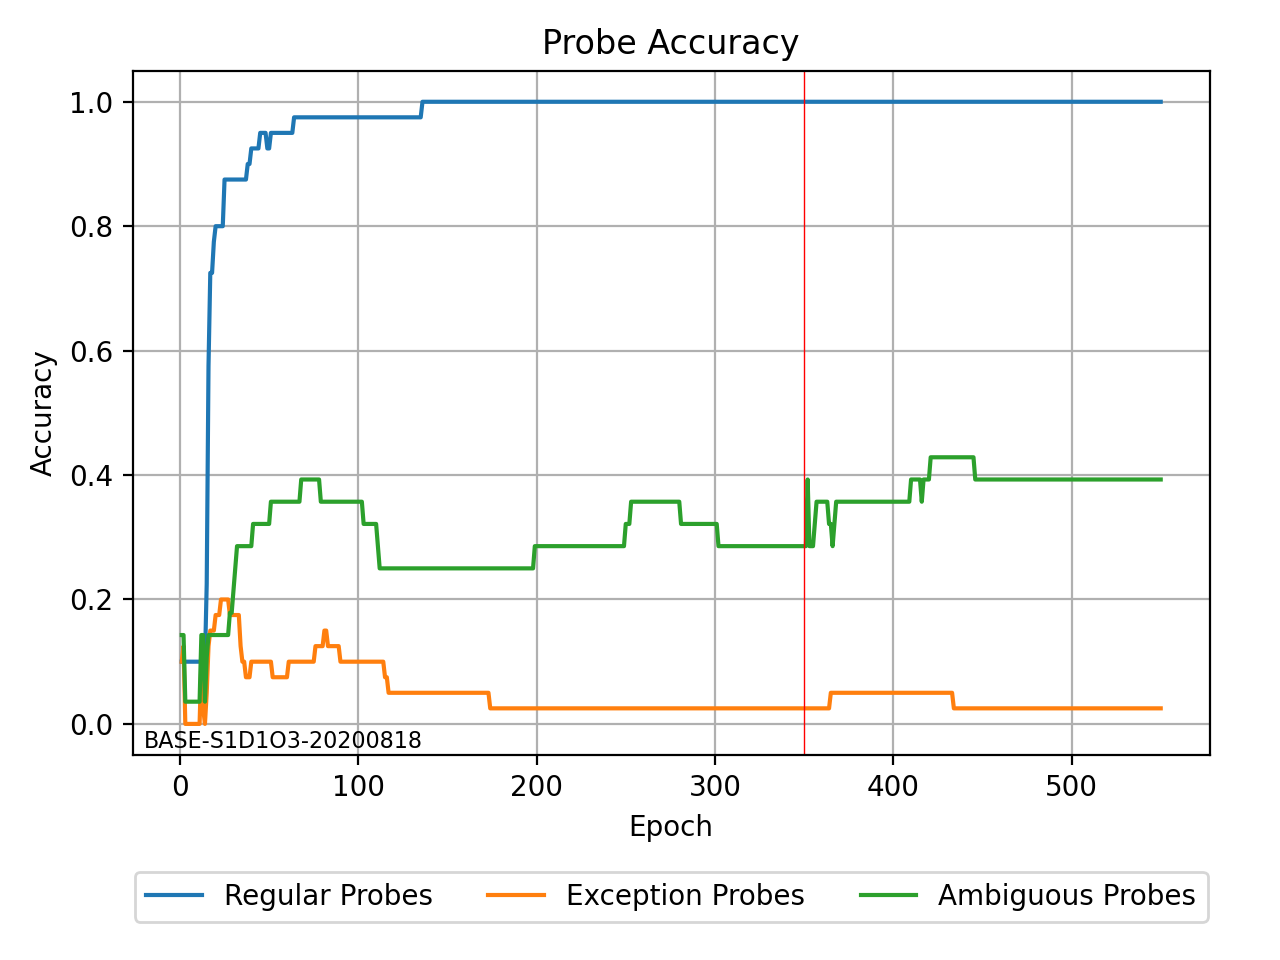 Probe Accuracy
1.0
0.8
0.6
0.4
0.2
0.0
Accuracy
BASE-S1D1O3-20200818
0 100 200 300 400 500
Epoch
Regular Probes Exception Probes Ambiguous Probes